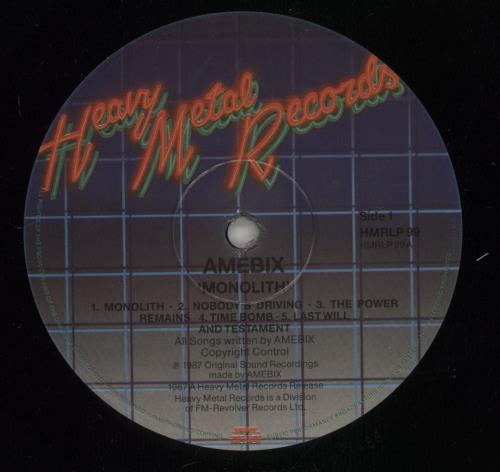 Heavy Metal Records
Side 1
HMRLP 99
HMRLP 99 A
AMEBIX
'MONOLITH'
1. MONOLITH · 2. NOBODY'S DRIVING · 3. THE POWER
REMAINS · 4. TIME BOMB · 5. LAST WILL
AND TESTAMENT
All Songs written by AMEBIX
Copyright Control
℗ 1987 Original Sound Recordings
made by AMEBIX
1987 A Heavy Metal Records Release
Heavy Metal Records is a Division
of FM-Revolver Records Ltd.
PUBLIC PERFORMANCE